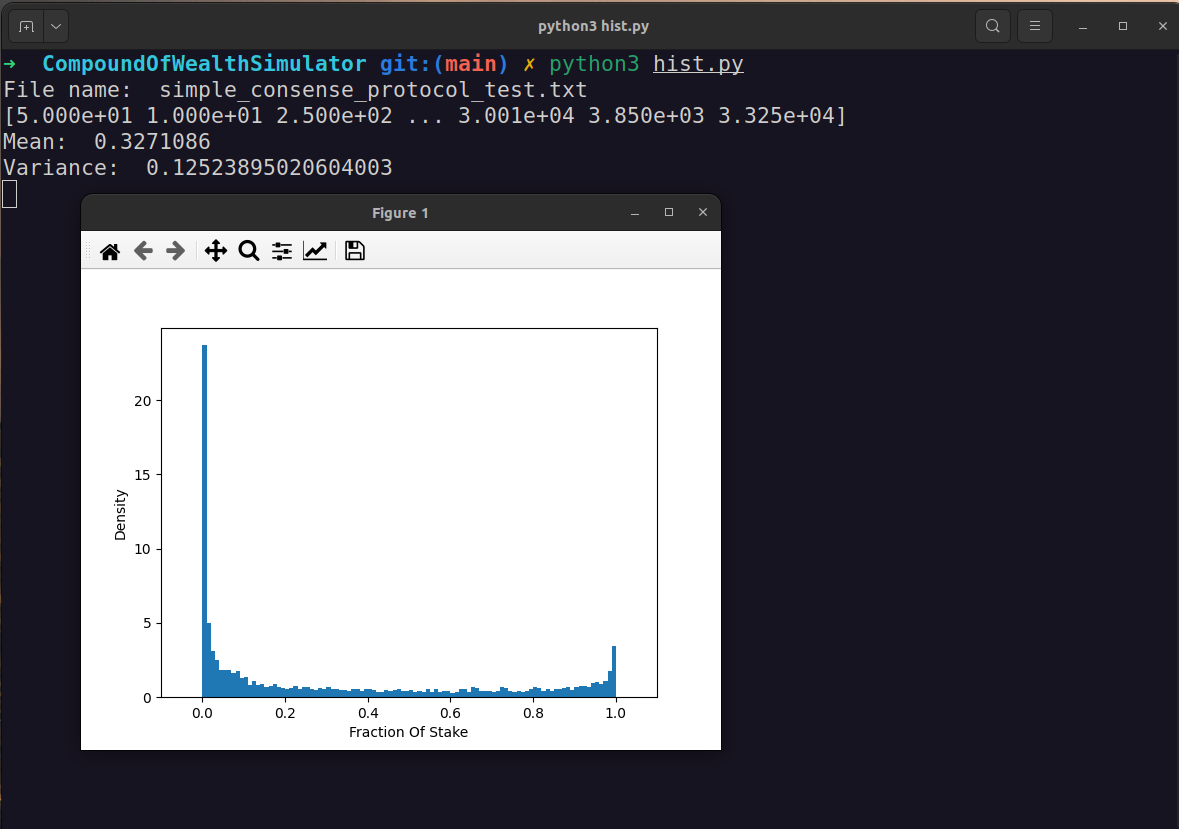 python3 hist.py
→ CompoundOfWealthSimulator git:(main) ✗ python3 hist.py
File name:  simple_consense_protocol_test.txt
[5.000e+01 1.000e+01 2.500e+02 ... 3.001e+04 3.850e+03 3.325e+04]
Mean:  0.3271086
Variance:  0.12523895020604003
Figure 1
20
15
10
5
0
Density
0.0 0.2 0.4 0.6 0.8 1.0
Fraction Of Stake